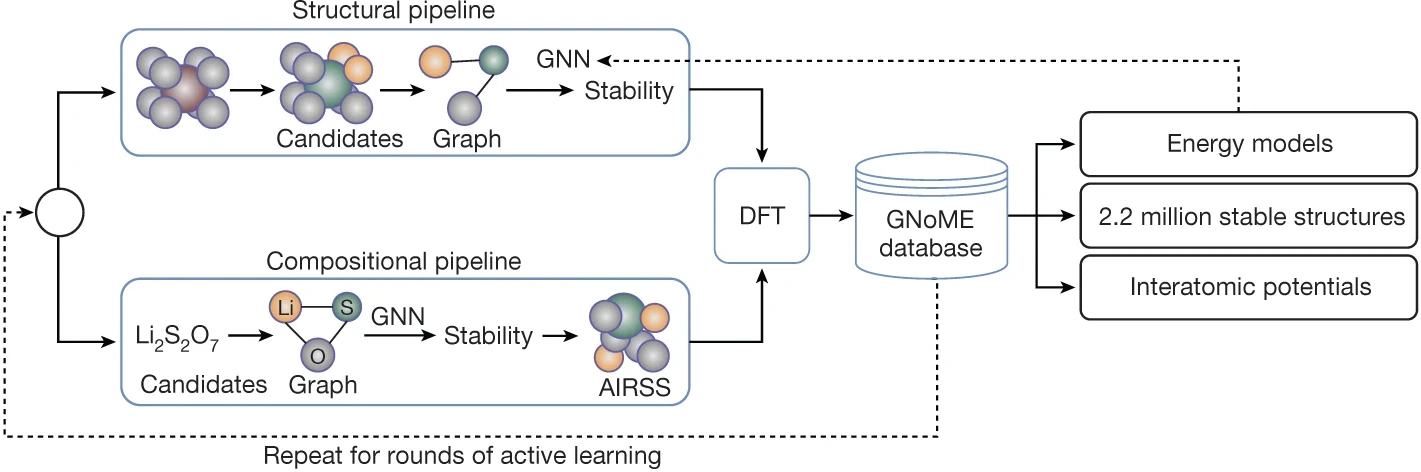 Structural pipeline
GNN
Stability
Candidates
Graph
Energy models
DFT
GNoME
database
2.2 million stable structures
Interatomic potentials
Compositional pipeline
Li
S
O
GNN
Li₂S₂O₇
Stability
Candidates
Graph
AIRSS
Repeat for rounds of active learning